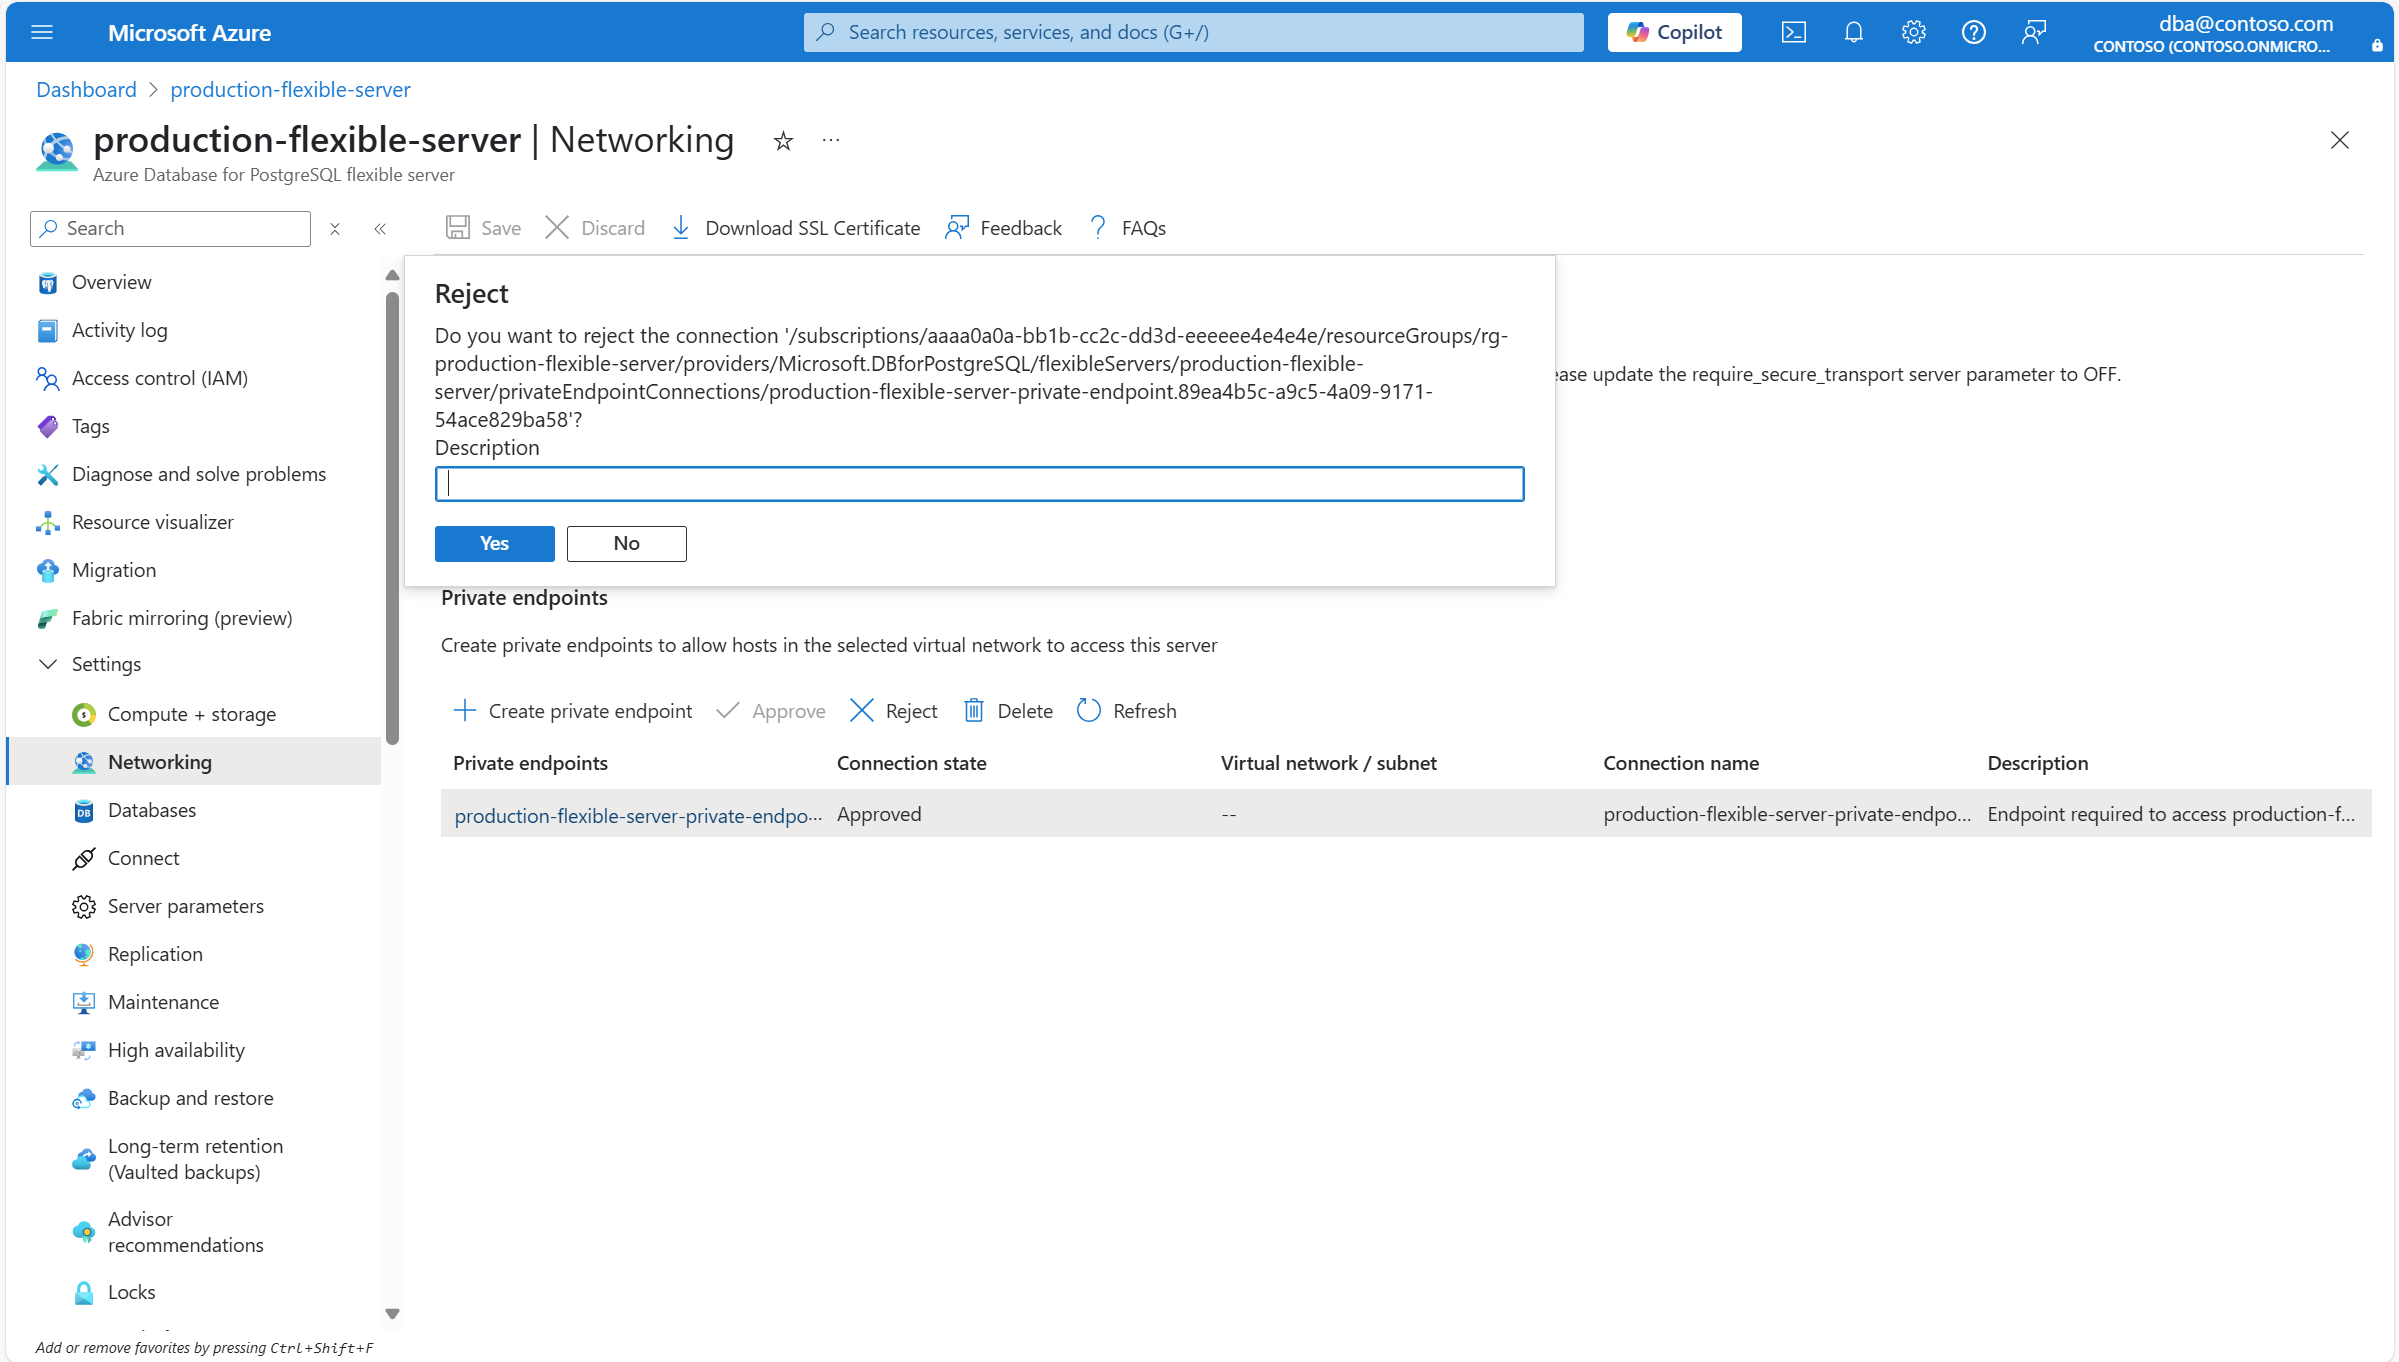 Microsoft Azure
Search resources, services, and docs (G+/)
Copilot
dba@contoso.com
CONTOSO (CONTOSO.ONMICRO...
Dashboard > production-flexible-server
production-flexible-server | Networking
Azure Database for PostgreSQL flexible server
Search
Save
Discard
Download SSL Certificate
Feedback
FAQs
Overview
Activity log
Access control (IAM)
Tags
Diagnose and solve problems
Resource visualizer
Migration
Fabric mirroring (preview)
Settings
Compute + storage
Networking
Databases
Connect
Server parameters
Replication
Maintenance
High availability
Backup and restore
Long-term retention
(Vaulted backups)
Advisor
recommendations
Locks
Add or remove favorites by pressing Ctrl+Shift+F
Reject
Do you want to reject the connection '/subscriptions/aaaa0a0a-bb1b-cc2c-dd3d-eeeeee4e4e4e/resourceGroups/rg-
production-flexible-server/providers/Microsoft.DBforPostgreSQL/flexibleServers/production-flexible-
server/privateEndpointConnections/production-flexible-server-private-endpoint.89ea4b5c-a9c5-4a09-9171-
54ace829ba58'?
Description
Yes
No
ease update the require_secure_transport server parameter to OFF.
Private endpoints
Create private endpoints to allow hosts in the selected virtual network to access this server
Create private endpoint
Approve
Reject
Delete
Refresh
Private endpoints
Connection state
Virtual network / subnet
Connection name
Description
production-flexible-server-private-endpo...
Approved
--
production-flexible-server-private-endpo...
Endpoint required to access production-f...